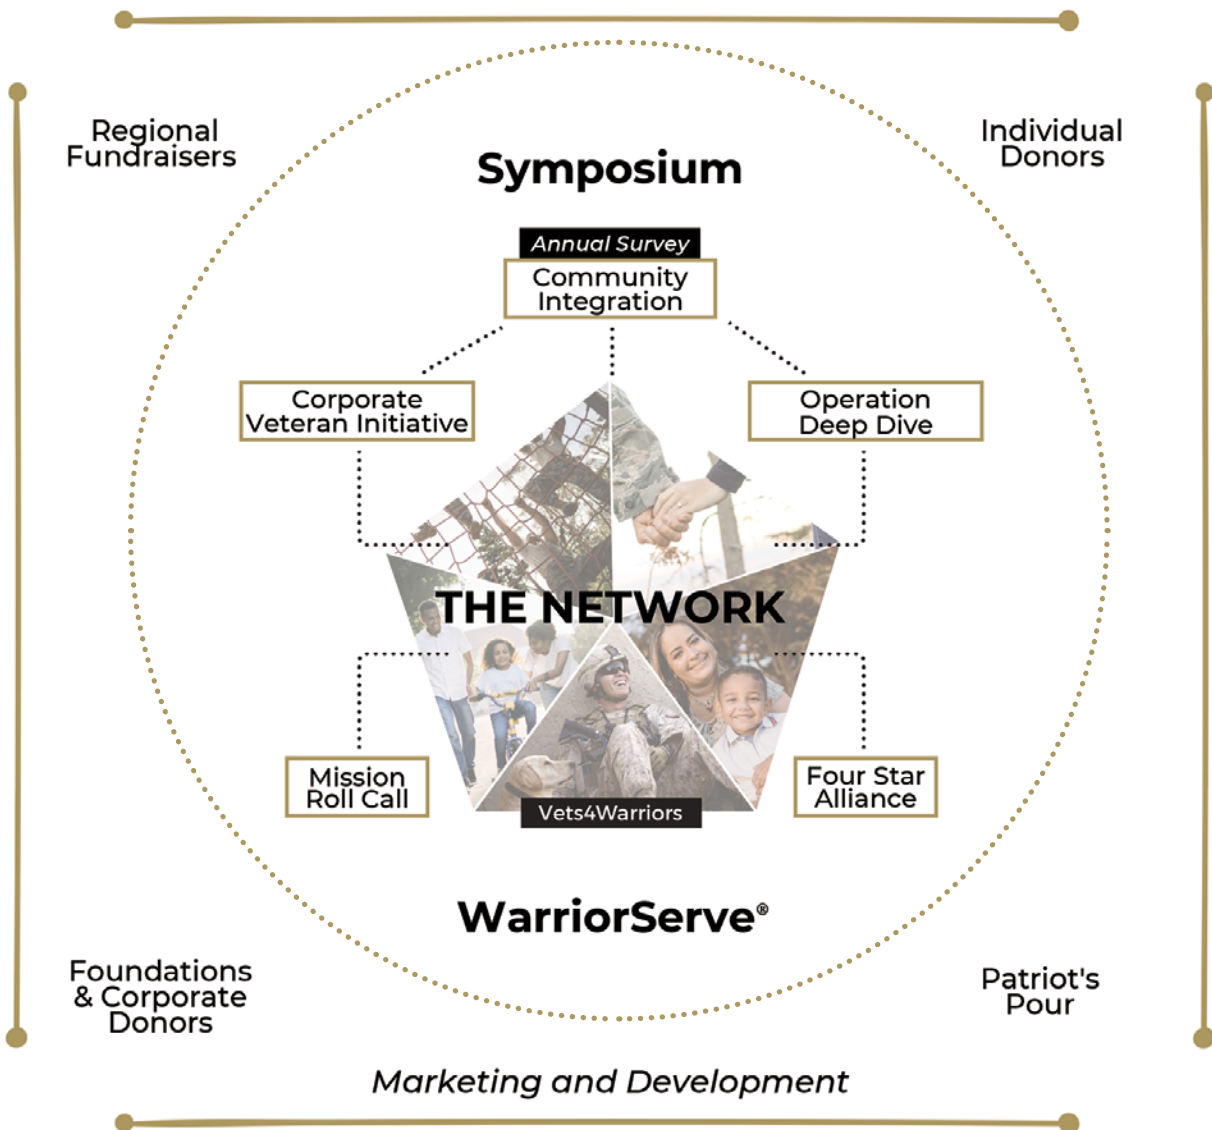 Regional
Fundraisers
Individual
Donors
Symposium
Annual Survey
Community
Integration
Corporate
Veteran Initiative
Operation
Deep Dive
THE NETWORK
Mission
Roll Call
Four Star
Alliance
Vets4Warriors
WarriorServe®
Foundations
& Corporate
Donors
Patriot's
Pour
Marketing and Development